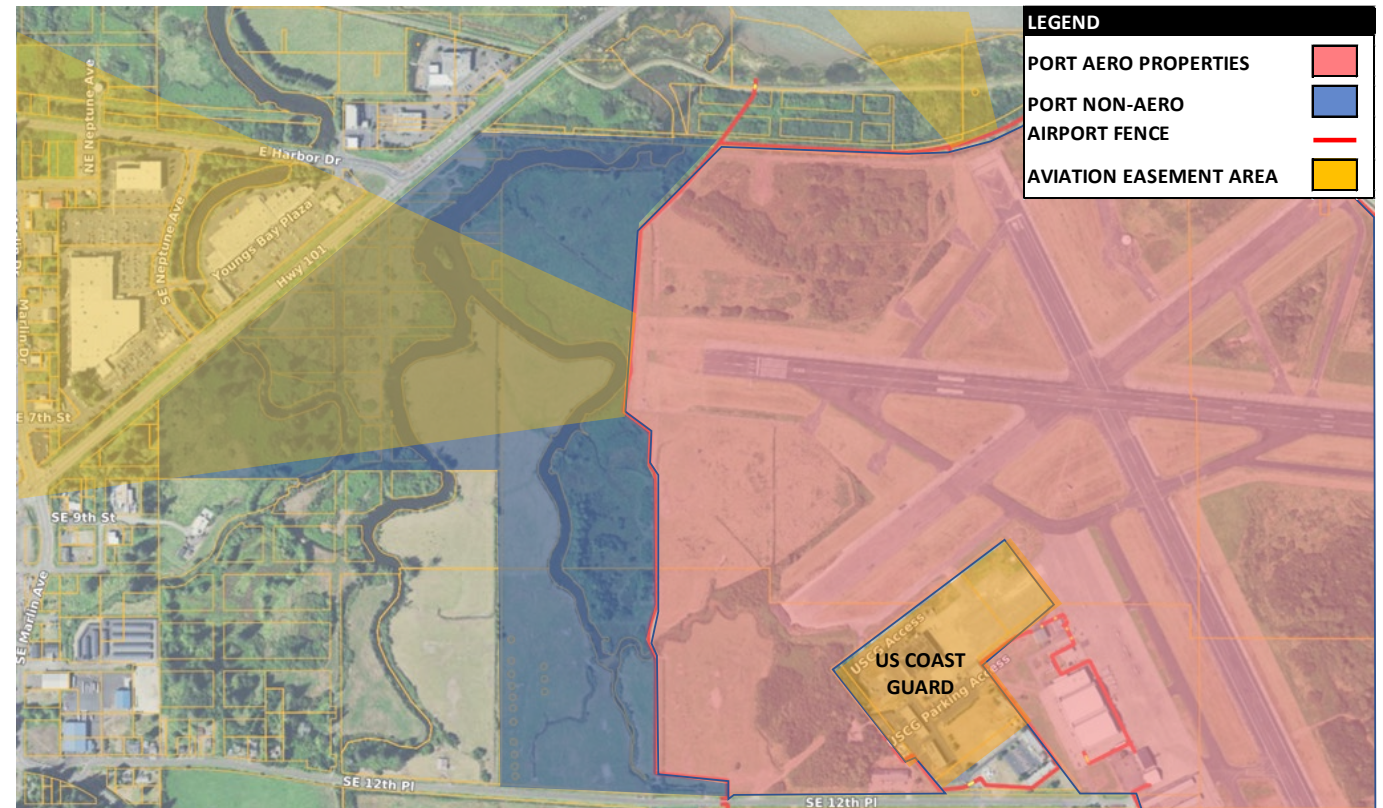 LEGEND
PORT AERO PROPERTIES
PORT NON-AERO
AIRPORT FENCE
AVIATION EASEMENT AREA
NE Neptune Ave
E Harbor Dr
SE Neptune Ave
Youngs Bay Plaza
Hwy 101
Marlin Dr
E 7th St
SE 9th St
SE Marlin Ave
USCG Access
US COAST
GUARD
USCG Parking Access
SE 12th Pl
SE 12th Pl